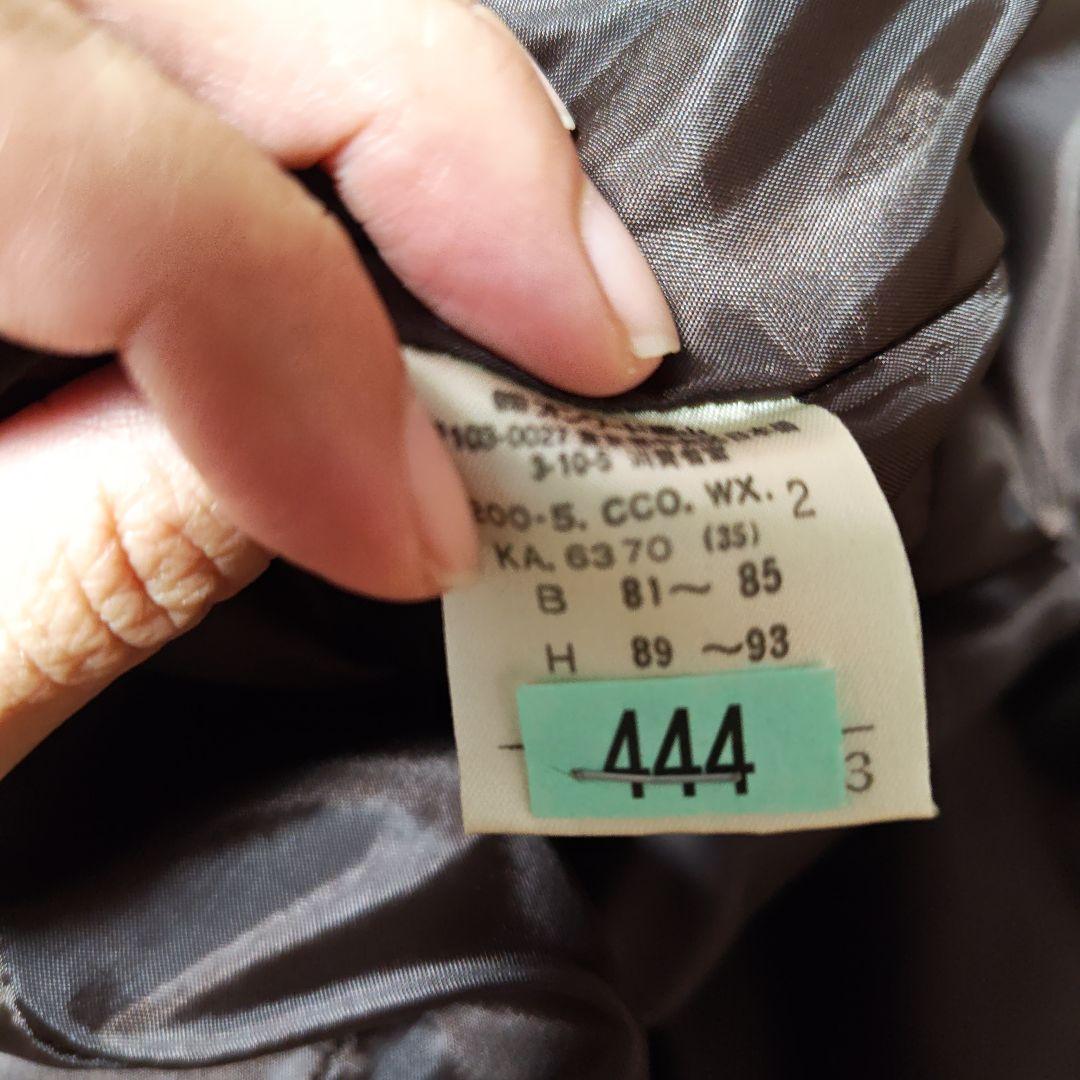 103-0027
3-10-5
200-5. CCO. WX. 2
KA. 6370 (35)
B 81～ 85
H 89 ～93
444
3